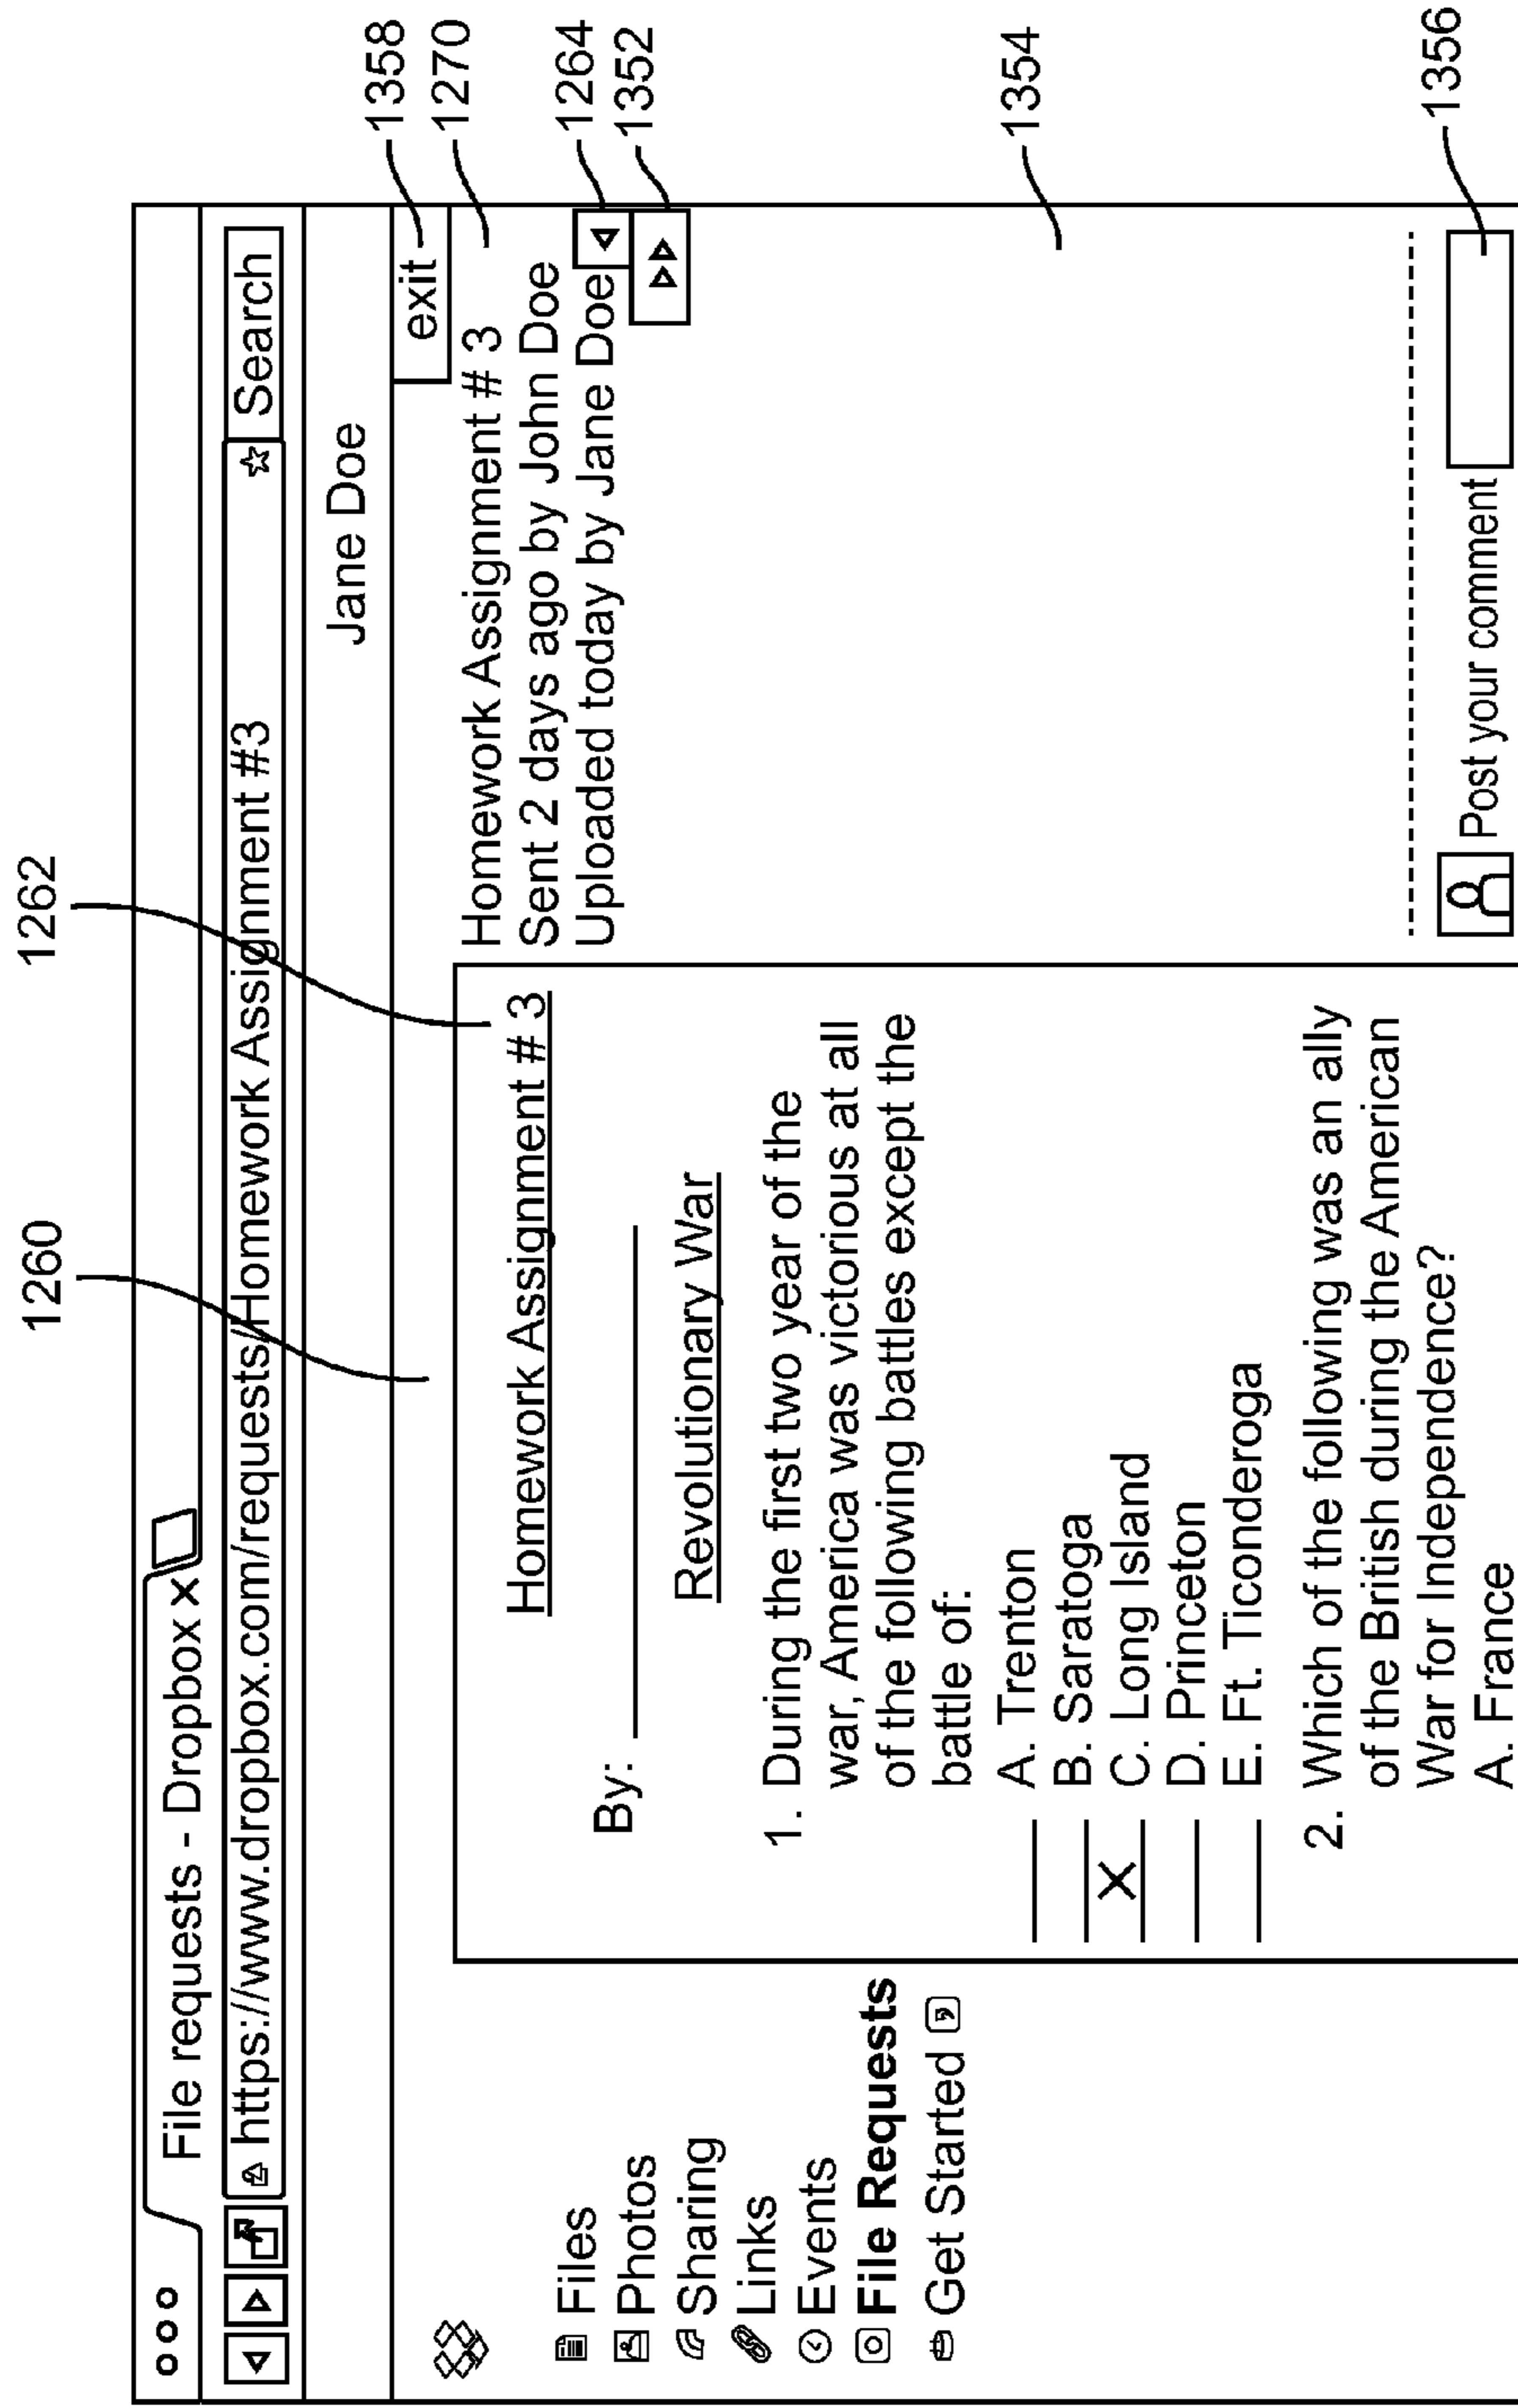 1260
1262
File requests - Dropbox X
https://www.dropbox.com/requests/Homework Assignment #3
Search
Jane Doe
exit
1358
1270
1264
1352
1354
1356
Files
Photos
Sharing
Links
Events
File Requests
Get Started
Homework Assignment # 3
By:
Revolutionary War
1. During the first two year of the
war, America was victorious at all
of the following battles except the
battle of:
A. Trenton
B. Saratoga
X C. Long Island
D. Princeton
E. Ft. Ticonderoga
2. Which of the following was an ally
of the British during the American
War for Independence?
A. France
Homework Assignment # 3
Sent 2 days ago by John Doe
Uploaded today by Jane Doe
Post your comment